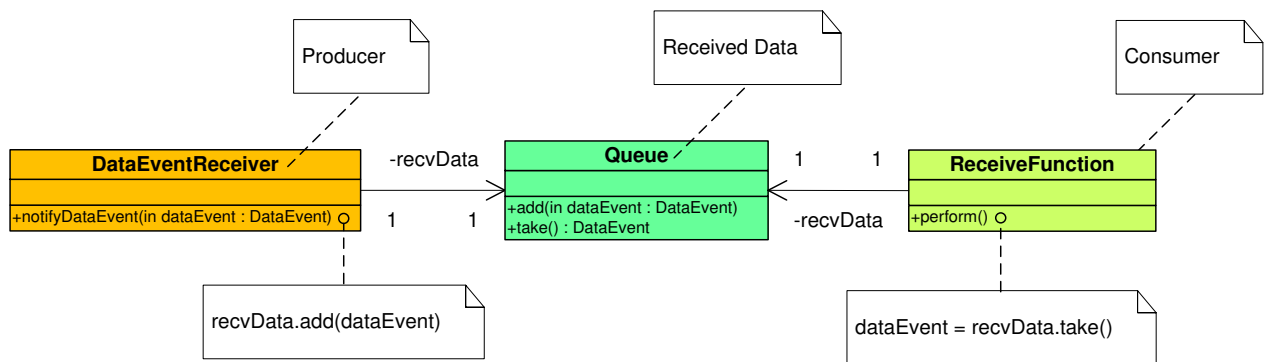 Producer
Received Data
Consumer
DataEventReceiver
+notifyDataEvent(in dataEvent : DataEvent)
-recvData
1
1
Queue
+add(in dataEvent : DataEvent)
+take() : DataEvent
1
1
-recvData
ReceiveFunction
+perform()
recvData.add(dataEvent)
dataEvent = recvData.take()